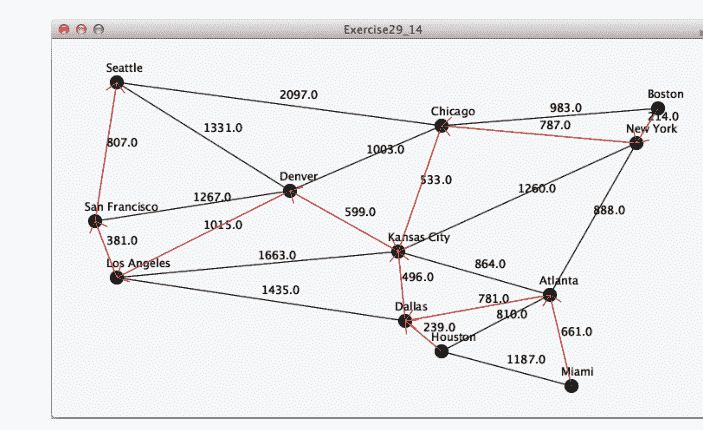 Exercise29_14
Seattle
Boston
2097.0
Chicago
983.0
214.0
787.0
New York
1331.0
807.0
1003.0
Denver
533.0
1260.0
1267.0
San Francisco
599.0
888.0
1015.0
381.0
Kansas City
1663.0
Los Angeles
864.0
496.0
Atlanta
1435.0
781.0
Dallas
810.0
239.0
661.0
Houston
1187.0
Miami